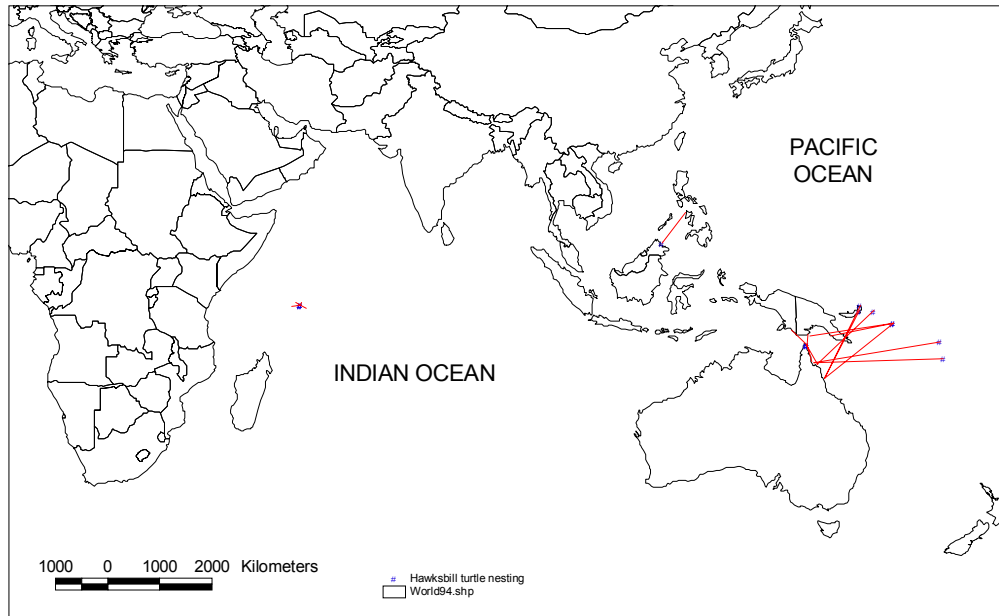 PACIFIC
OCEAN
INDIAN OCEAN
1000 0 1000 2000 Kilometers
# Hawksbill turtle nesting
World94.shp